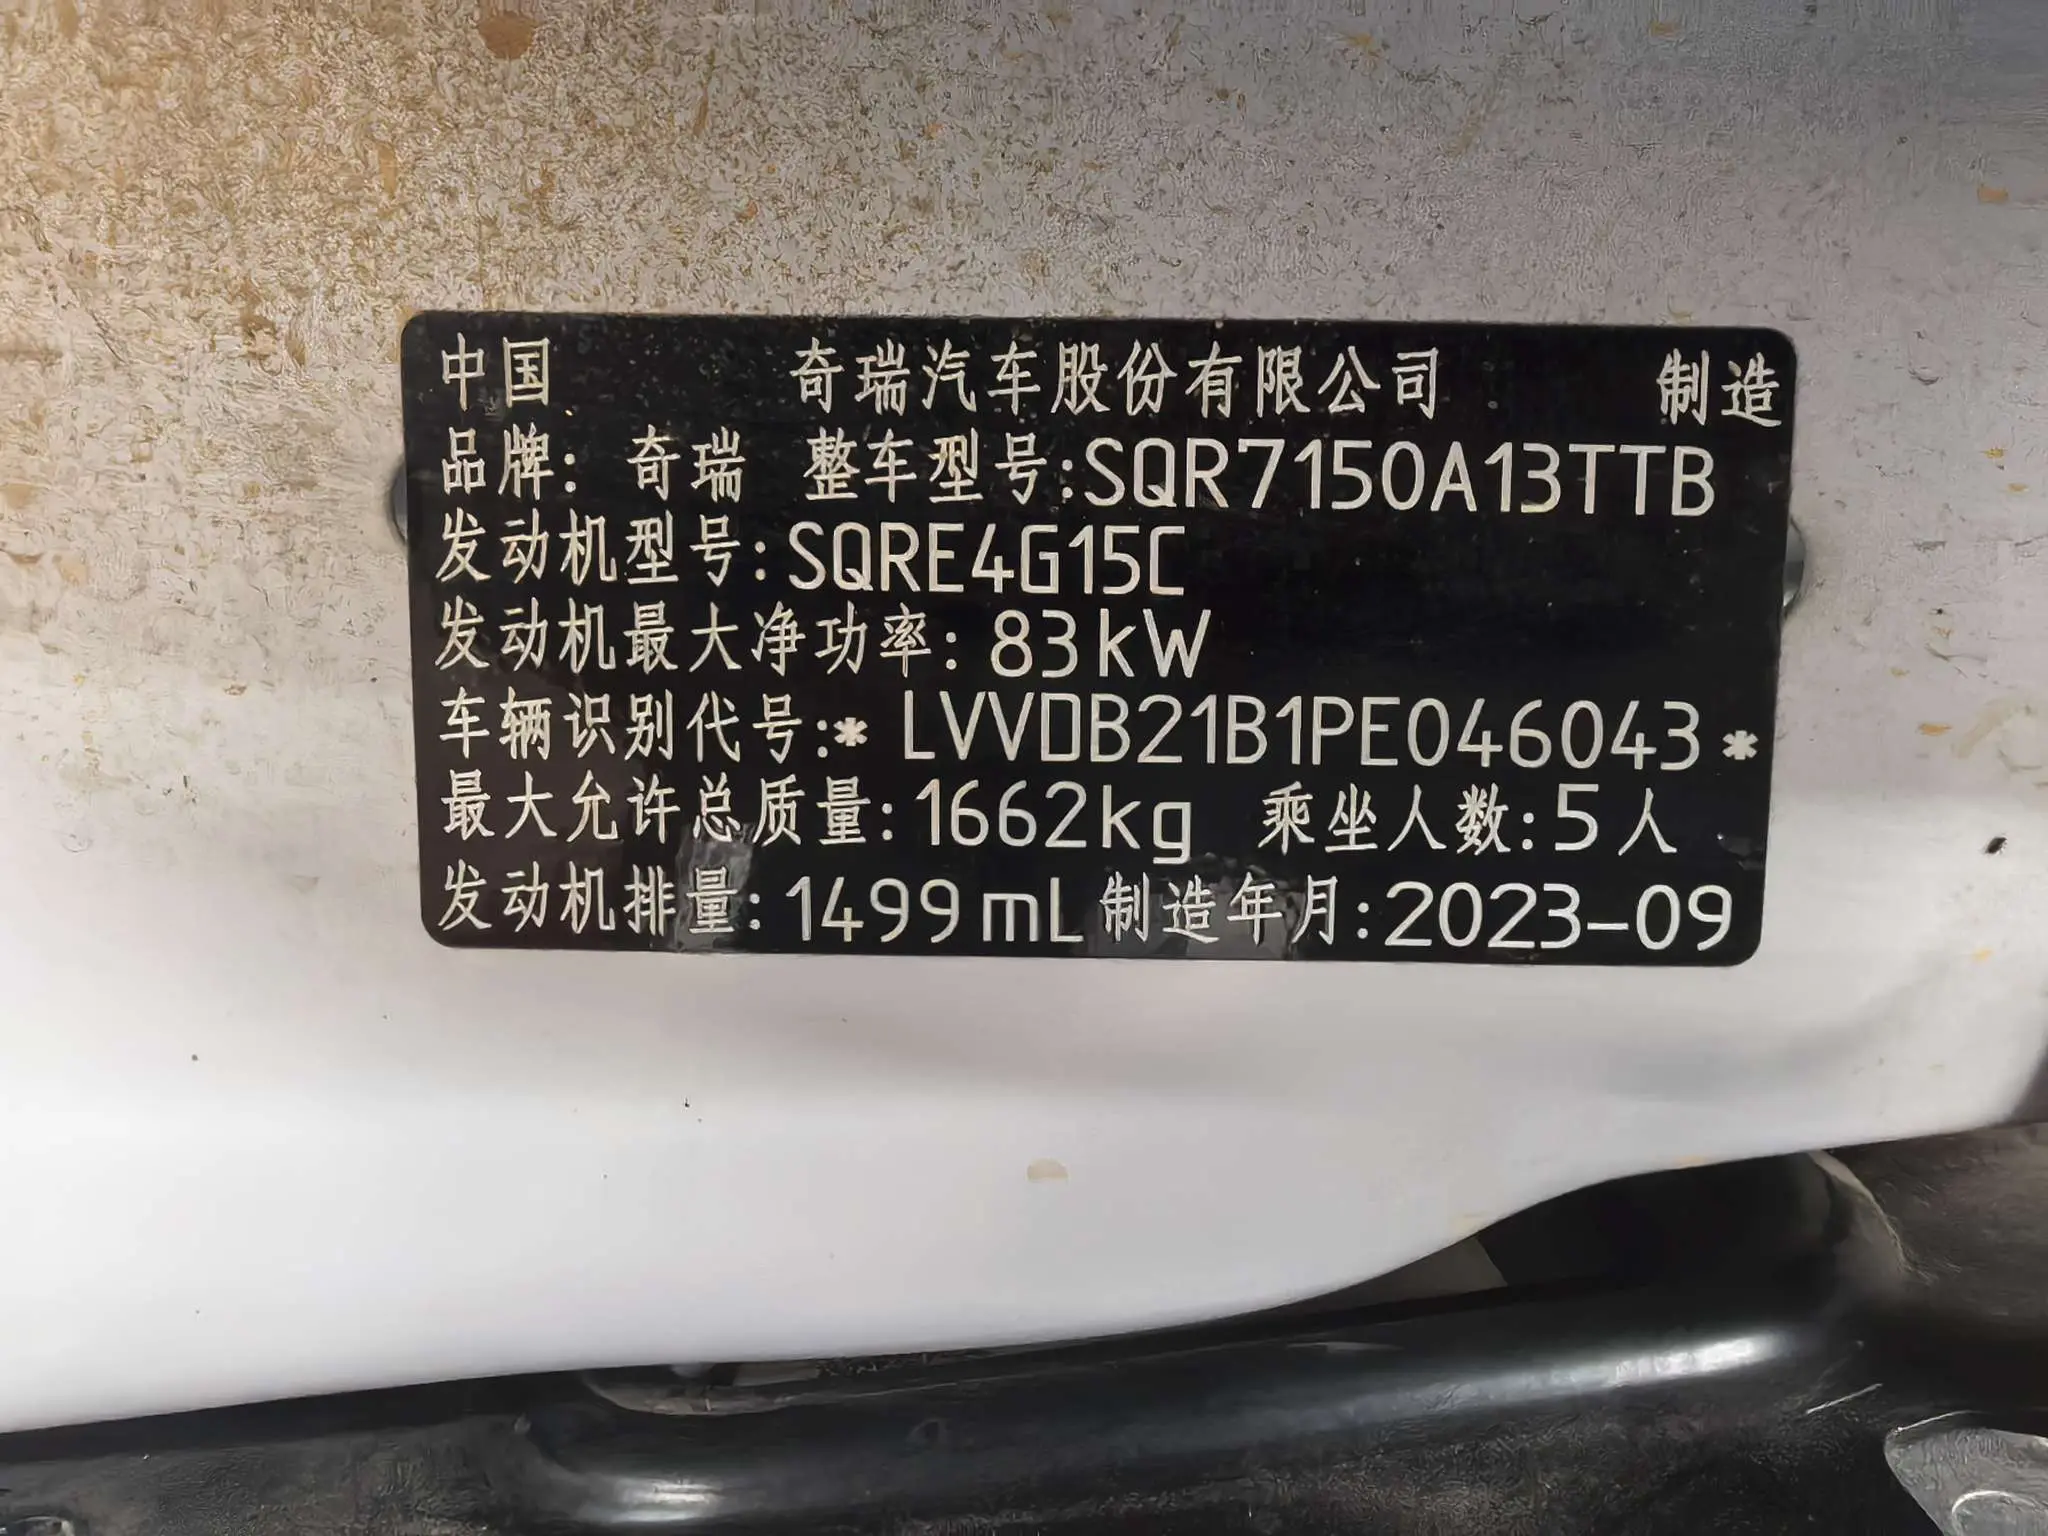 中国 奇瑞汽车股份有限公司 制造
品牌: 奇瑞 整车型号:SQR7150A13TTB
发动机型号:SQRE4G15C
发动机最大净功率: 83kW
车辆识别代号:* LVVDB21B1PE046043 *
最大允许总质量:1662kg 乘坐人数:5人
发动机排量:1499mL 制造年月:2023-09